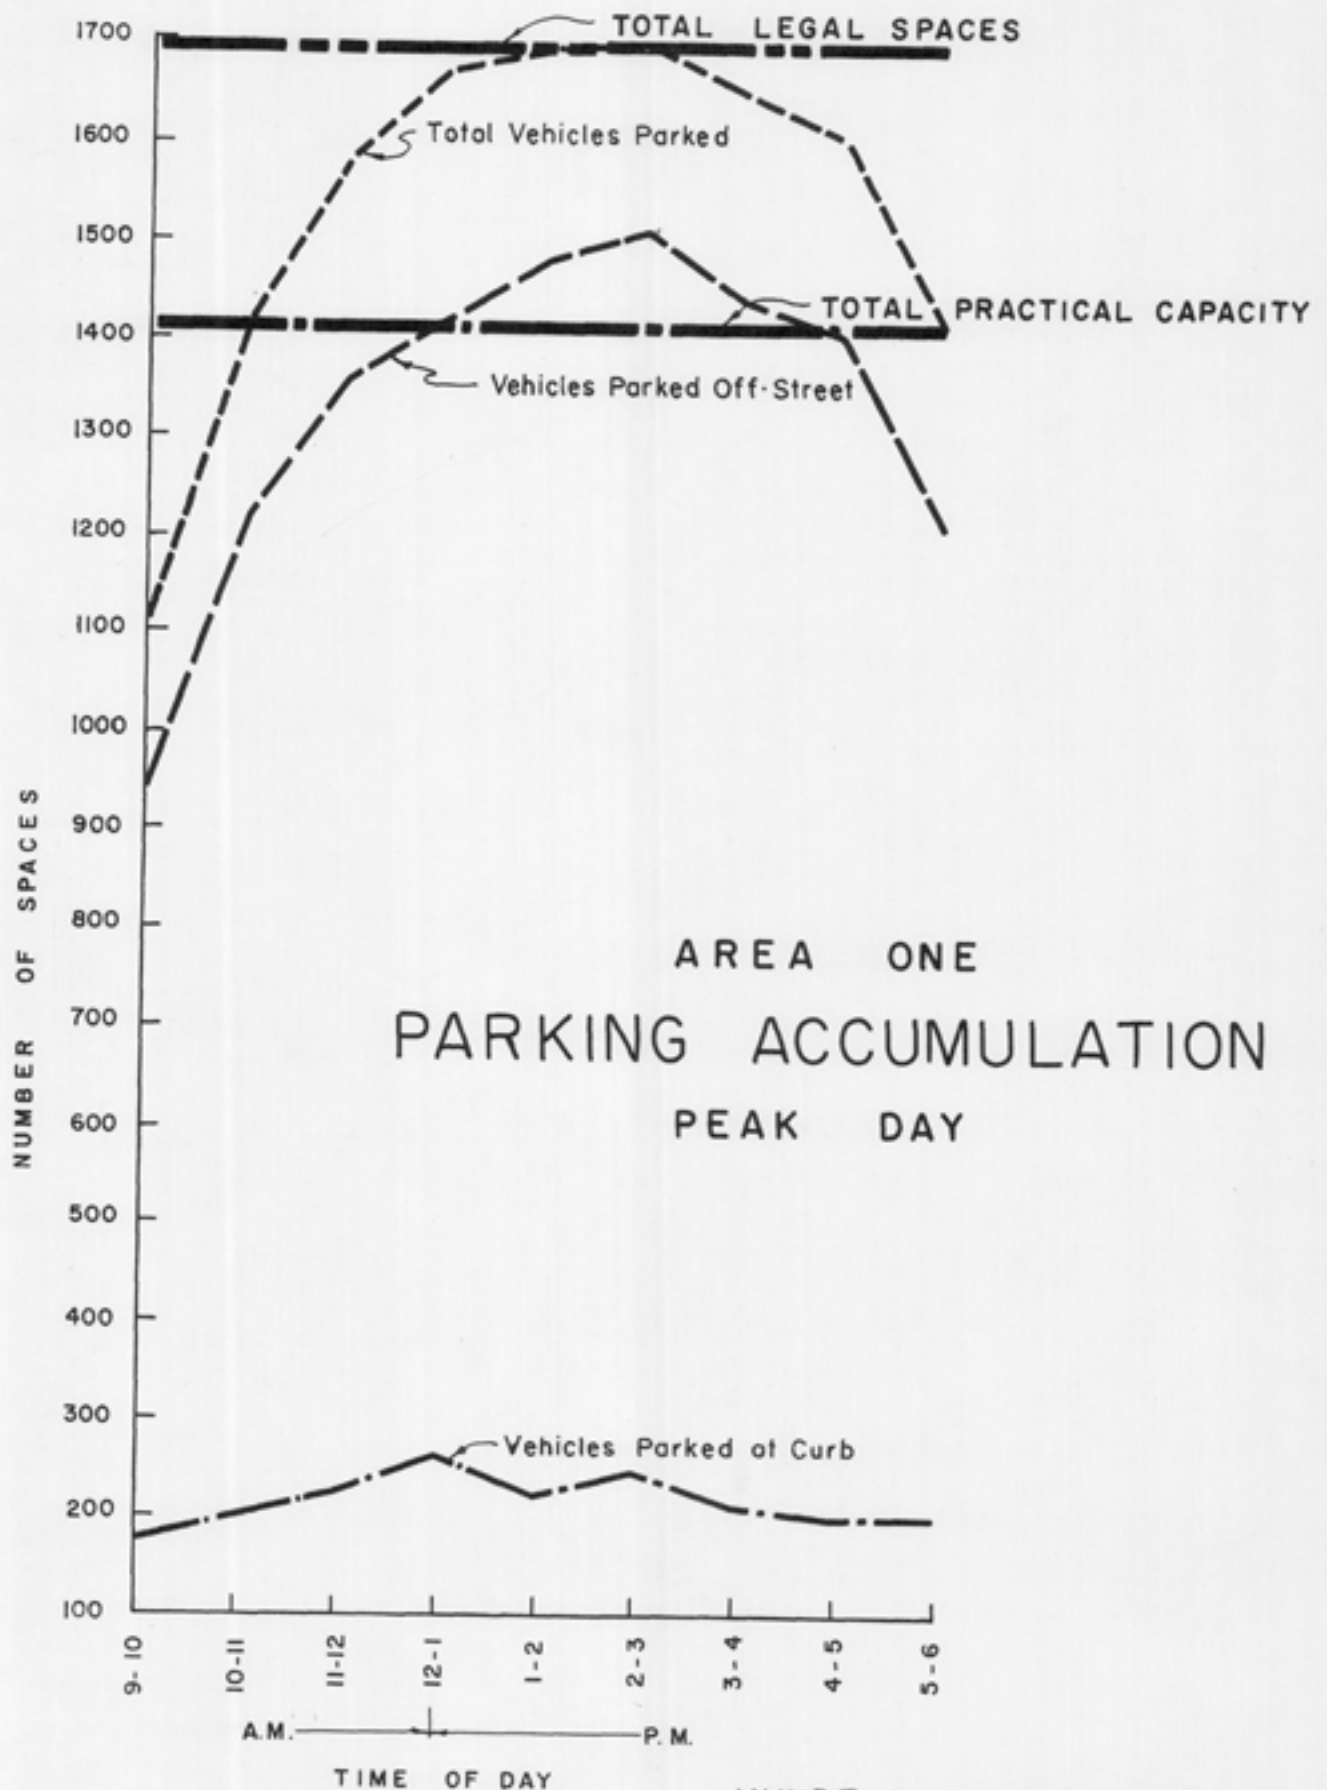 1700
TOTAL LEGAL SPACES
1600
Total Vehicles Parked
1500
TOTAL PRACTICAL CAPACITY
1400
Vehicles Parked Off-Street
1300
1200
1100
1000
900
800
AREA ONE
700
PARKING ACCUMULATION
600
PEAK DAY
500
400
300
Vehicles Parked at Curb
200
100
NUMBER OF SPACES
9-10 10-11 11-12 12-1 1-2 2-3 3-4 4-5 5-6
A.M. P.M.
TIME OF DAY